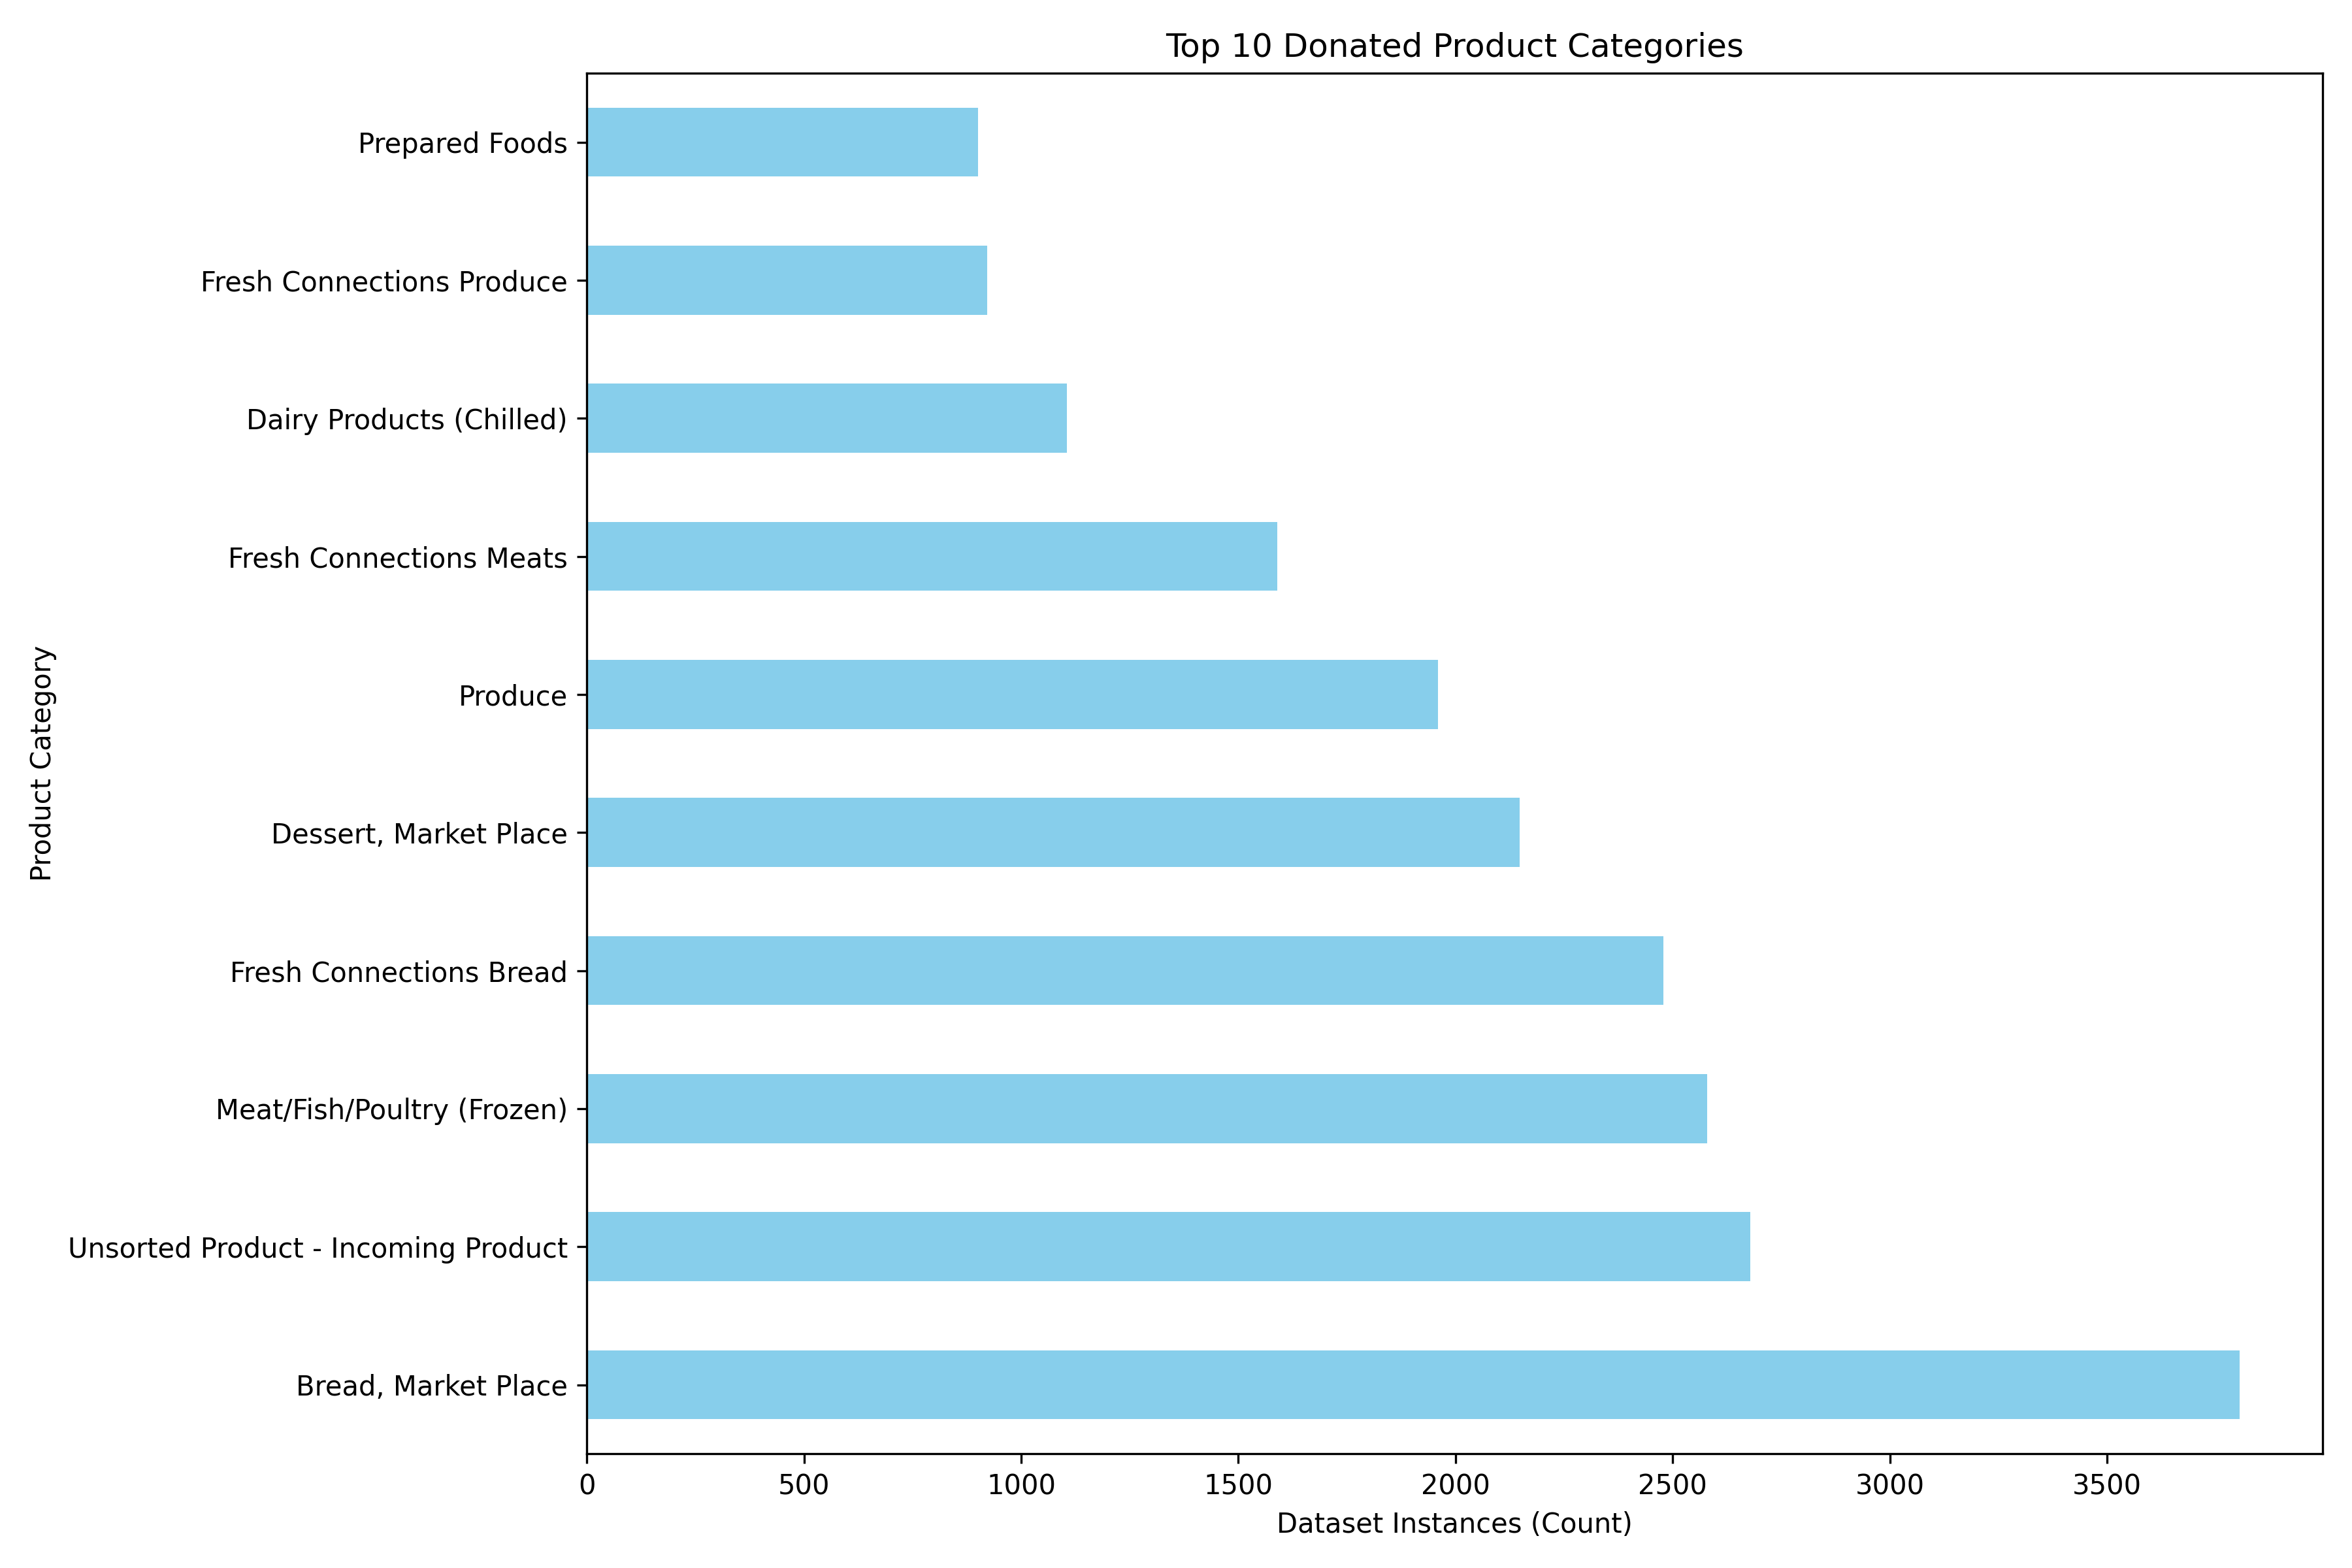 Top 10 Donated Product Categories
Prepared Foods
Fresh Connections Produce
Dairy Products (Chilled)
Fresh Connections Meats
Produce
Dessert, Market Place
Fresh Connections Bread
Meat/Fish/Poultry (Frozen)
Unsorted Product - Incoming Product
Bread, Market Place
Product Category
0 500 1000 1500 2000 2500 3000 3500
Dataset Instances (Count)